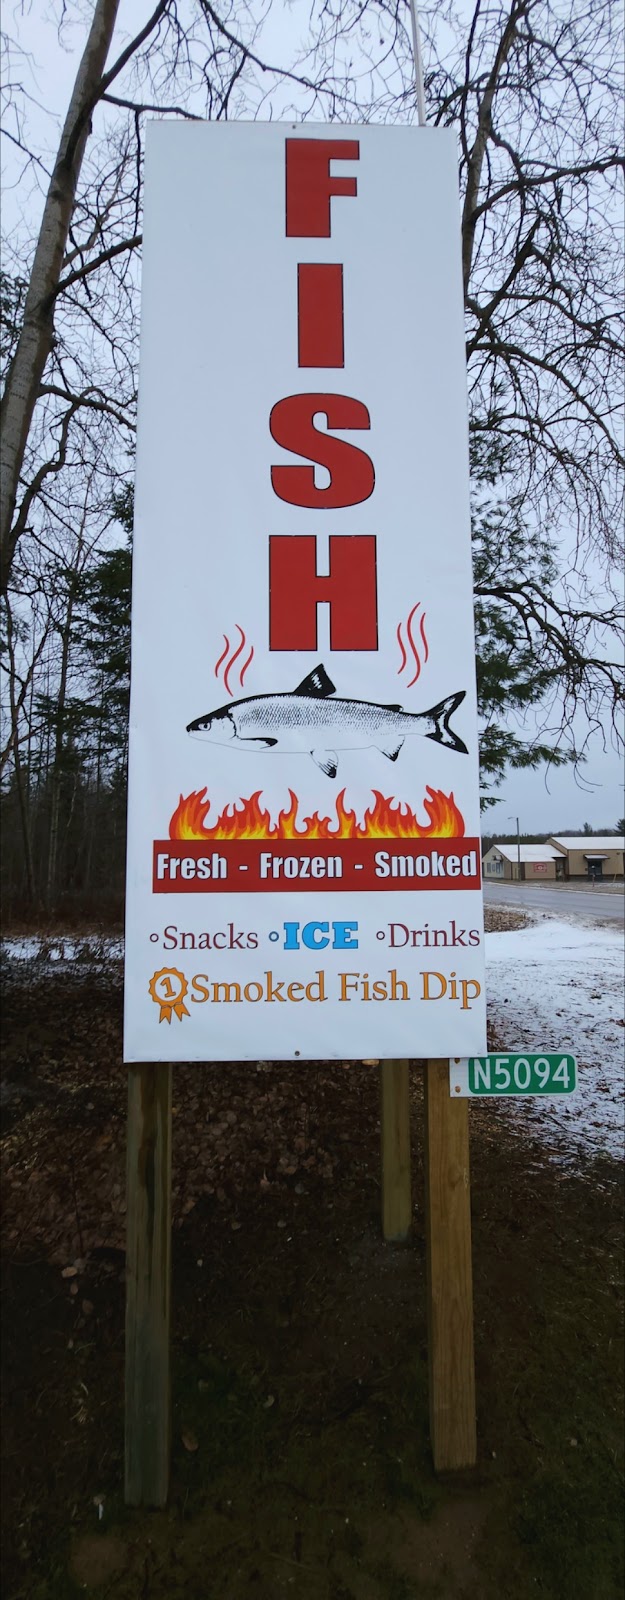 F
I
S
H
Fresh - Frozen - Smoked
◦Snacks ◦ICE ◦Drinks
1 Smoked Fish Dip
N5094